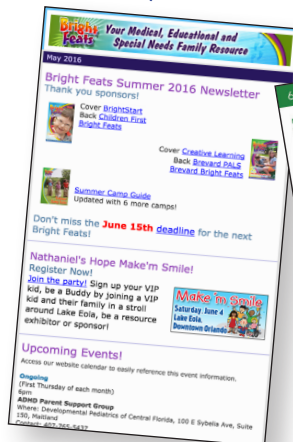 Bright Feats
Your Medical, Educational and
Special Needs Family Resource
May 2016
Bright Feats Summer 2016 Newsletter
Thank you sponsors!
Cover BrightStart
Back Children First
Bright Feats
Cover Creative Learning
Back Brevard PALS
Brevard Bright Feats
Summer Camp Guide
Updated with 6 more camps!
Don't miss the June 15th deadline for the next
Bright Feats!
Nathaniel's Hope Make'm Smile!
Register Now!
Join the party! Sign up your VIP
kid, be a Buddy by joining a VIP
kid and their family in a stroll
around Lake Eola, be a resource
exhibitor or sponsor!
Make'm Smile
Saturday, June 4
Lake Eola,
Downtown Orlando
Upcoming Events!
Access our website calendar to easily reference this event information.
Ongoing
(First Thursday of each month)
6pm
ADHD Parent Support Group
Where: Developmental Pediatrics of Central Florida, 100 E Sybelia Ave, Suite
150, Maitland
Contact: 407-265-5437